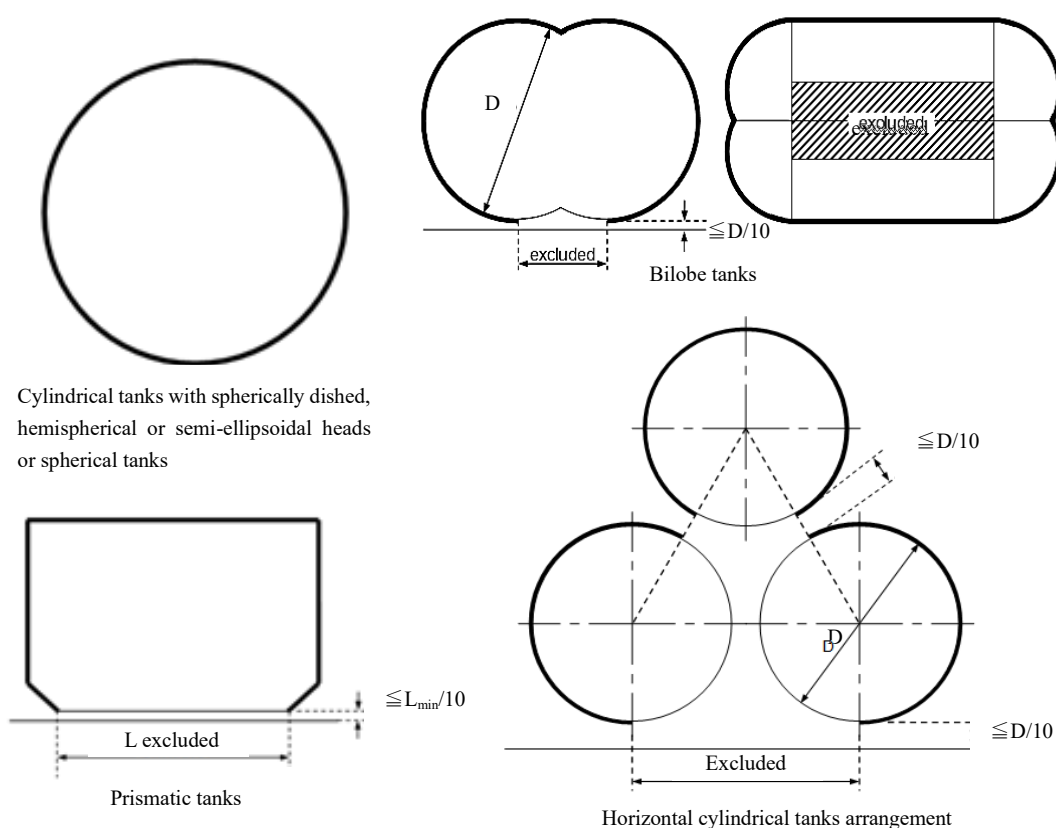 D
excluded
≦D/10
excluded
Bilobe tanks
Cylindrical tanks with spherically dished,
hemispherical or semi-ellipsoidal heads
or spherical tanks
≦D/10
≦Lmin/10
L excluded
Prismatic tanks
D
D
≦D/10
Excluded
Horizontal cylindrical tanks arrangement